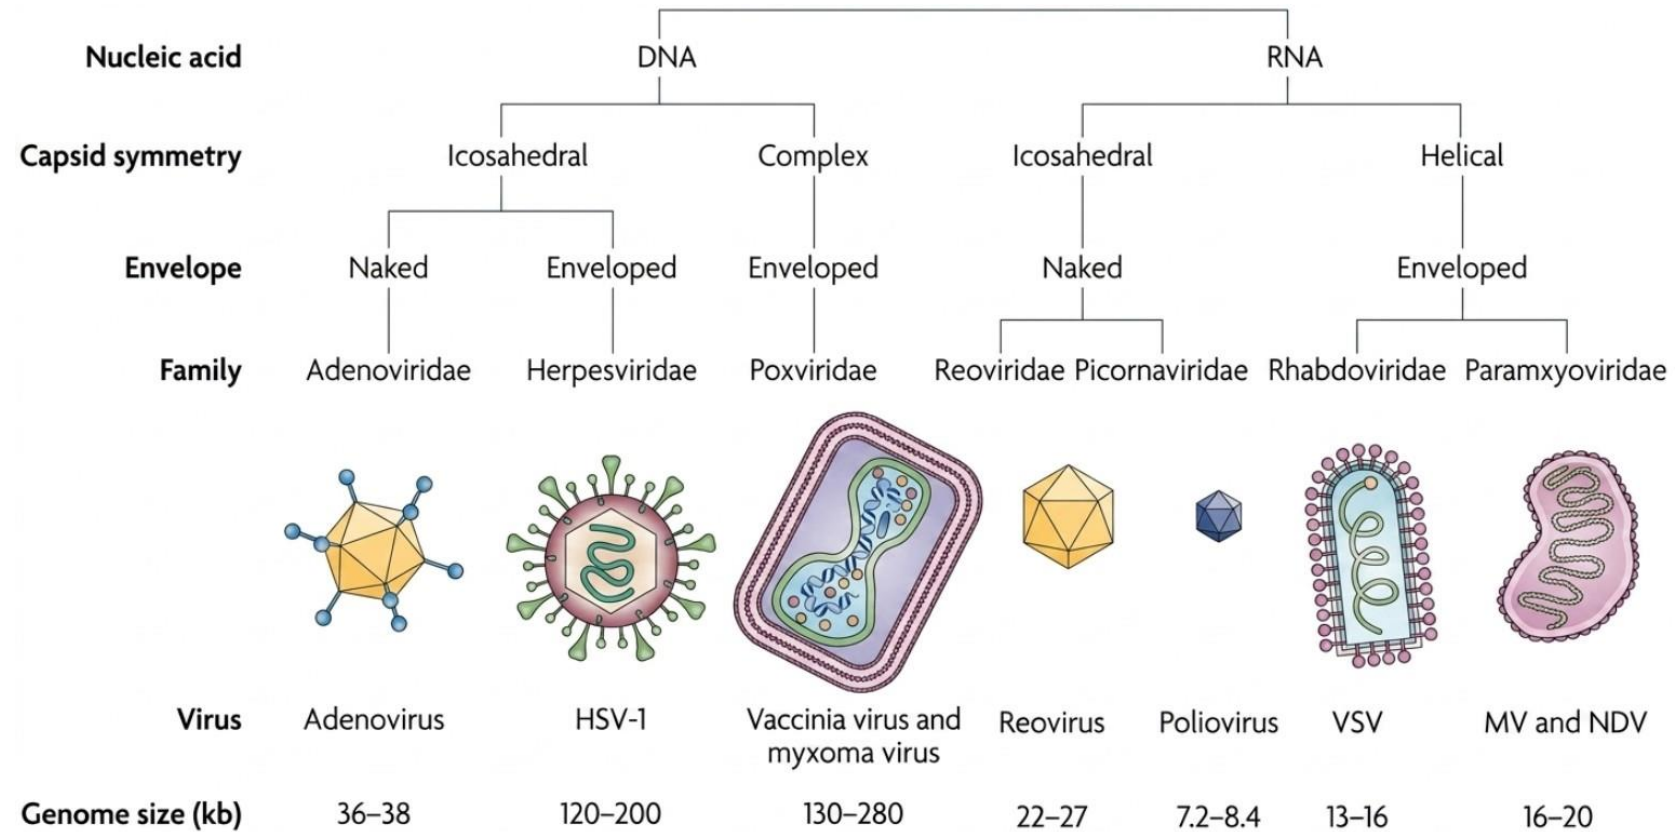 Nucleic acid DNA RNA
Capsid symmetry Icosahedral Complex Icosahedral Helical
Envelope Naked Enveloped Enveloped Naked Enveloped
Family Adenoviridae Herpesviridae Poxviridae Reoviridae Picornaviridae Rhabdoviridae Paramxyoviridae
Virus Adenovirus HSV-1 Vaccinia virus and Reovirus Poliovirus VSV MV and NDV
myxoma virus
Genome size (kb) 36–38 120–200 130–280 22–27 7.2–8.4 13–16 16–20